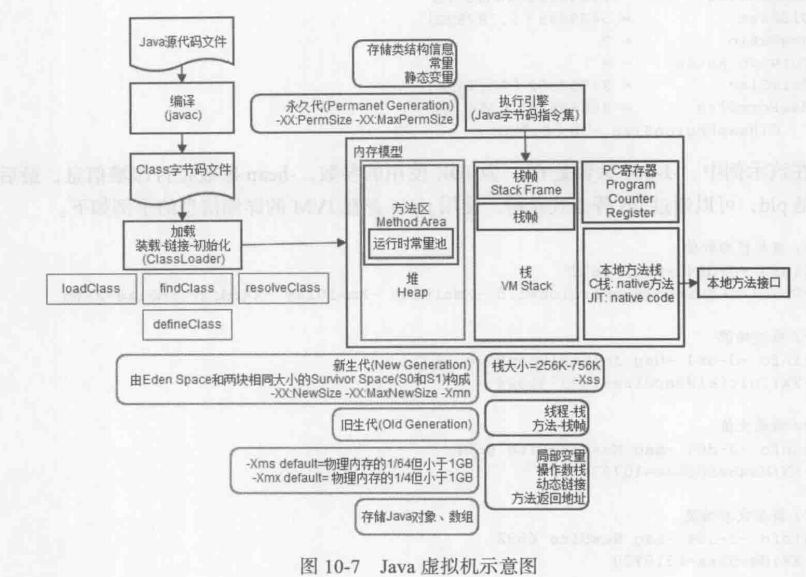 Java源代码文件
存储类结构信息
常量
静态变量
编译
(javac)
永久代(Permanet Generation)
-XX:PermSize -XX:MaxPermSize
执行引擎
(Java字节码指令集)
Class字节码文件
内存模型
方法区
Method Area
运行时常量池
堆
Heap
栈帧
Stack Frame
栈帧
栈
VM Stack
PC寄存器
Program
Counter
Register
本地方法栈
C栈: native方法
JIT: native code
本地方法接口
加载
装载-链接-初始化
(ClassLoader)
loadClass
findClass
resolveClass
defineClass
新生代(New Generation)
由Eden Space和两块相同大小的Survivor Space(S0和S1)构成
-XX:NewSize -XX:MaxNewSize -Xmn
栈大小=256K-756K
-Xss
旧生代(Old Generation)
线程-栈
方法-栈帧
-Xms default=物理内存的1/64但小于1GB
-Xmx default= 物理内存的1/4但小于1GB
局部变量
操作数栈
动态链接
方法返回地址
存储Java对象、数组
图 10-7 Java 虚拟机示意图